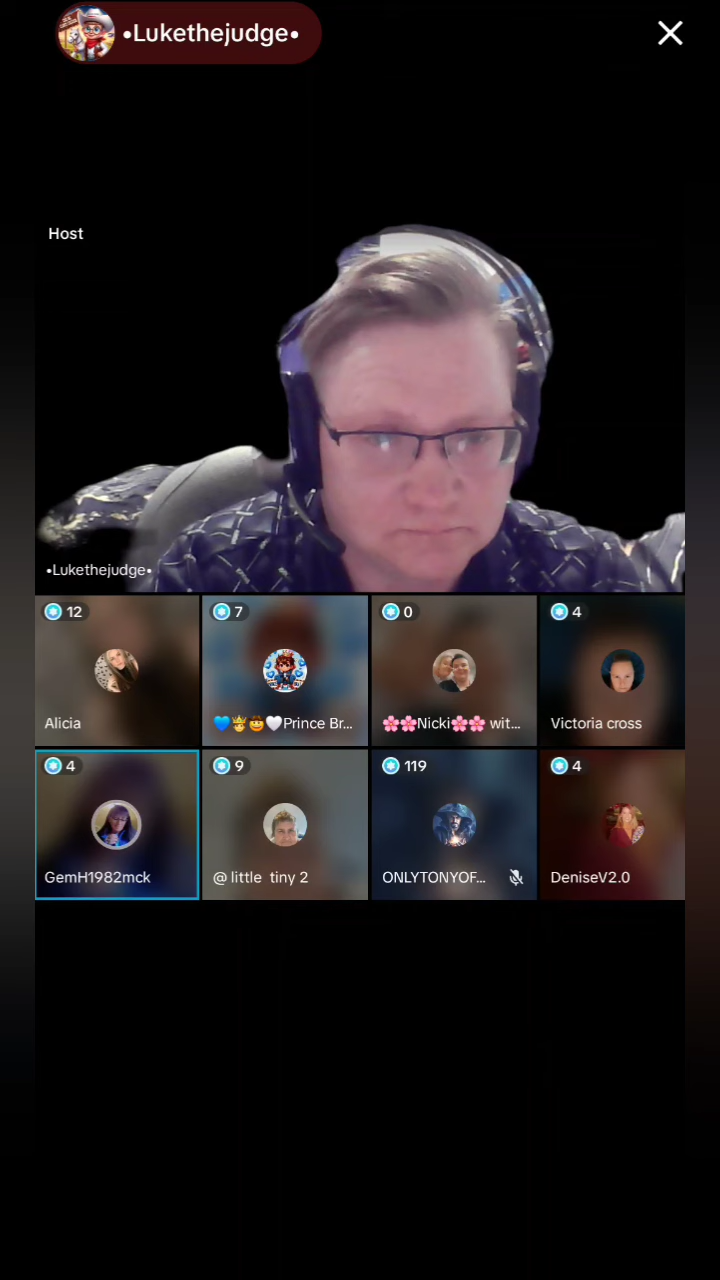 •Lukethejudge•
Host
•Lukethejudge•
12
7
0
4
Alicia
💙🤴🤠🤍Prince Br...
🌸🌸Nicki🌸🌸 wit...
Victoria cross
4
9
119
4
GemH1982mck
@ little tiny 2
ONLYTONYOF...
DeniseV2.0